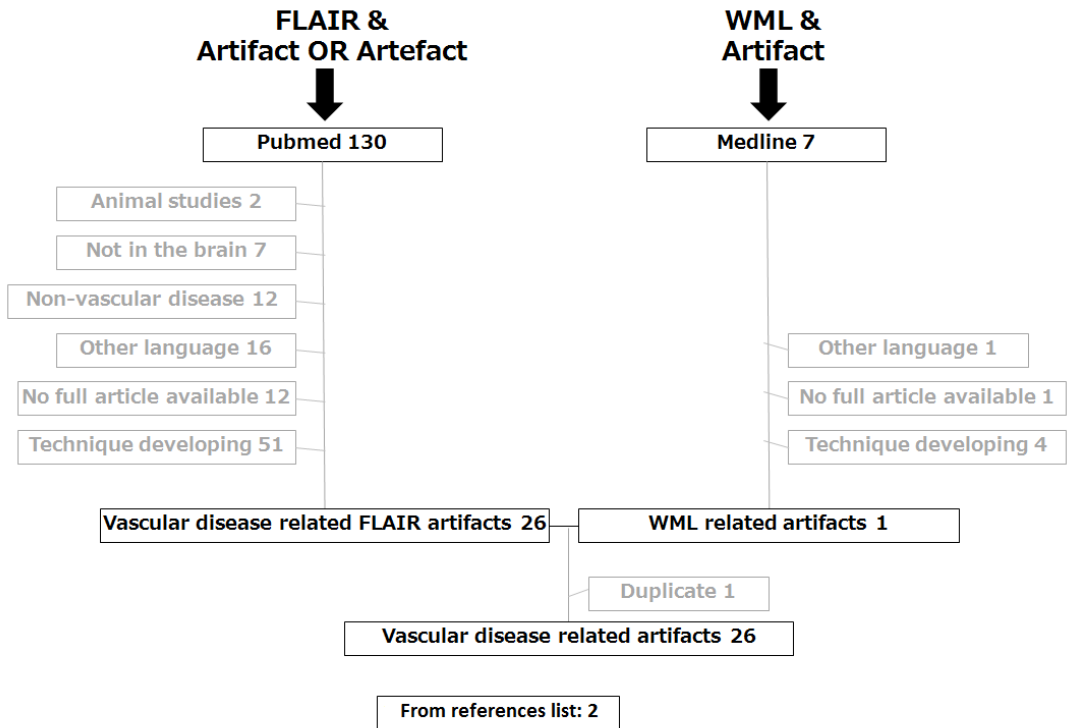 FLAIR &
Artifact OR Artefact
WML &
Artifact
Pubmed 130
Medline 7
Animal studies 2
Not in the brain 7
Non-vascular disease 12
Other language 16
Other language 1
No full article available 12
No full article available 1
Technique developing 51
Technique developing 4
Vascular disease related FLAIR artifacts 26
WML related artifacts 1
Duplicate 1
Vascular disease related artifacts 26
From references list: 2